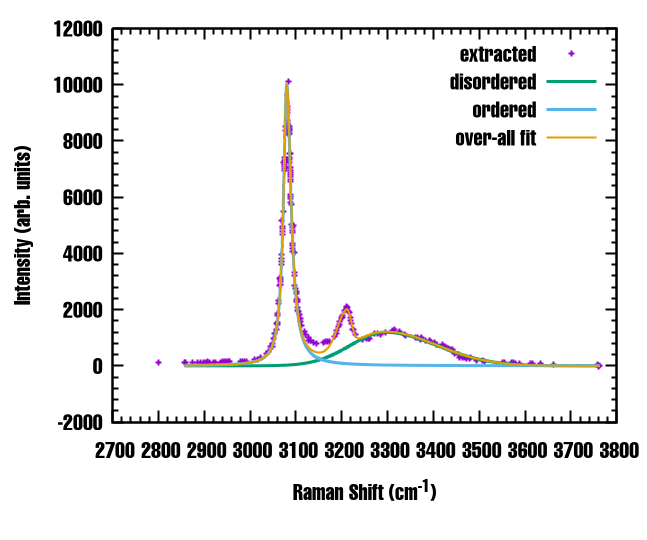 12000
10000
8000
6000
4000
2000
0
-2000
Intensity (arb. units)
extracted
disordered
ordered
over-all fit
2700 2800 2900 3000 3100 3200 3300 3400 3500 3600 3700 3800
Raman Shift (cm-1)